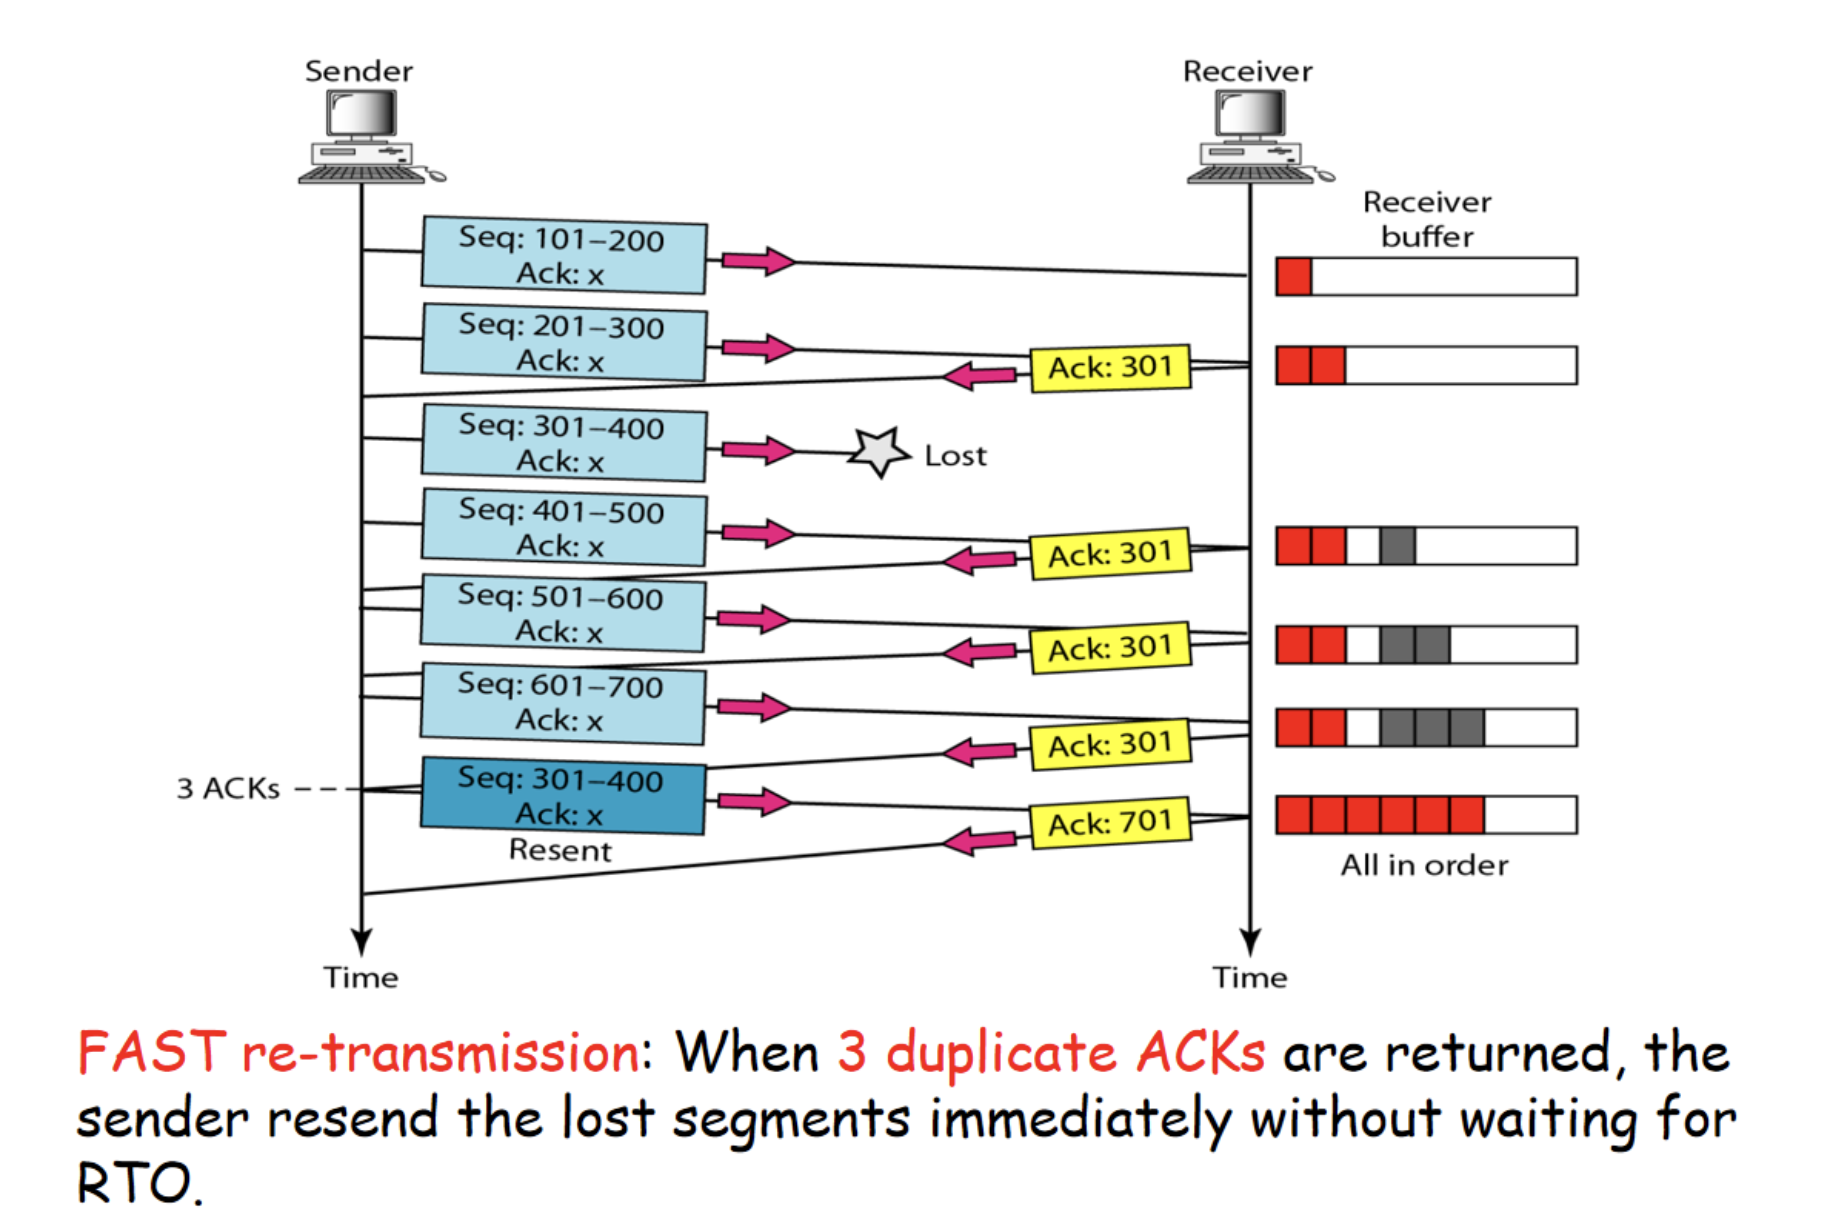 Sender
Receiver
Receiver
buffer
Seq: 101–200
Ack: x
Seq: 201–300
Ack: x
Ack: 301
Seq: 301–400
Ack: x
Lost
Seq: 401–500
Ack: x
Ack: 301
Seq: 501–600
Ack: x
Ack: 301
Seq: 601–700
Ack: x
Ack: 301
3 ACKs
Seq: 301–400
Ack: x
Resent
Ack: 701
All in order
Time
Time
FAST re-transmission: When 3 duplicate ACKs are returned, the
sender resend the lost segments immediately without waiting for
RTO.